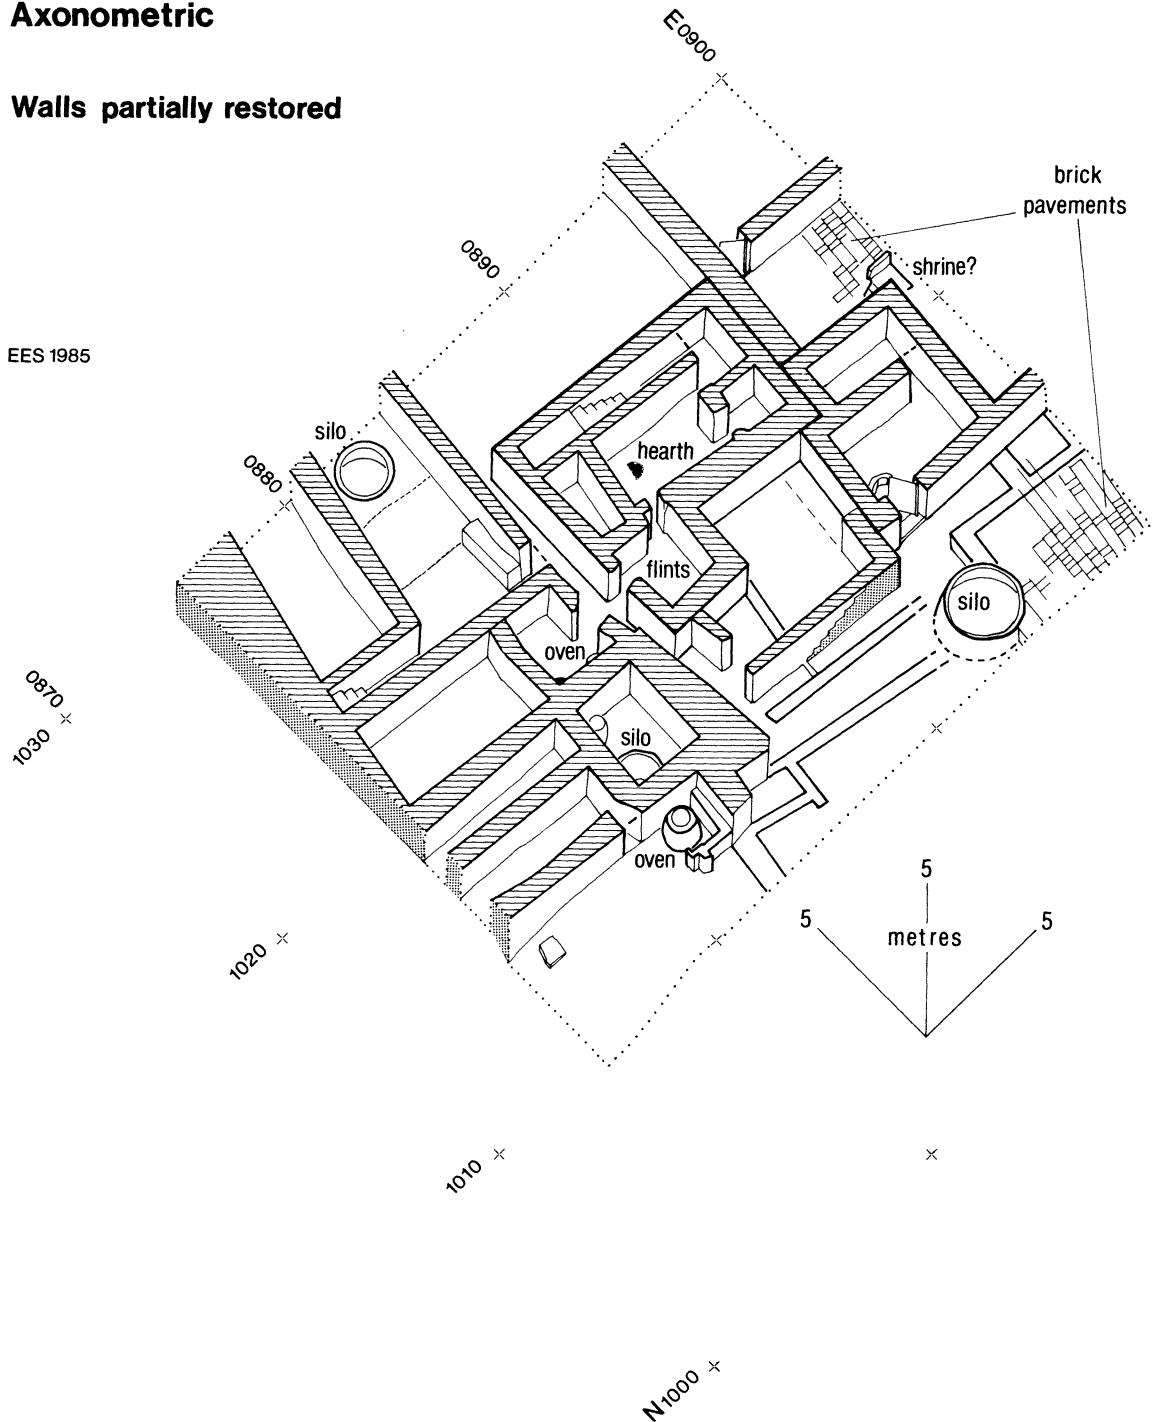 Axonometric
Walls partially restored
E0900
brick
pavements
0890
shrine?
EES 1985
silo
hearth
0880
flints
silo
oven
0870
1030
silo
oven
5
5
5
metres
1020
1010
N1000